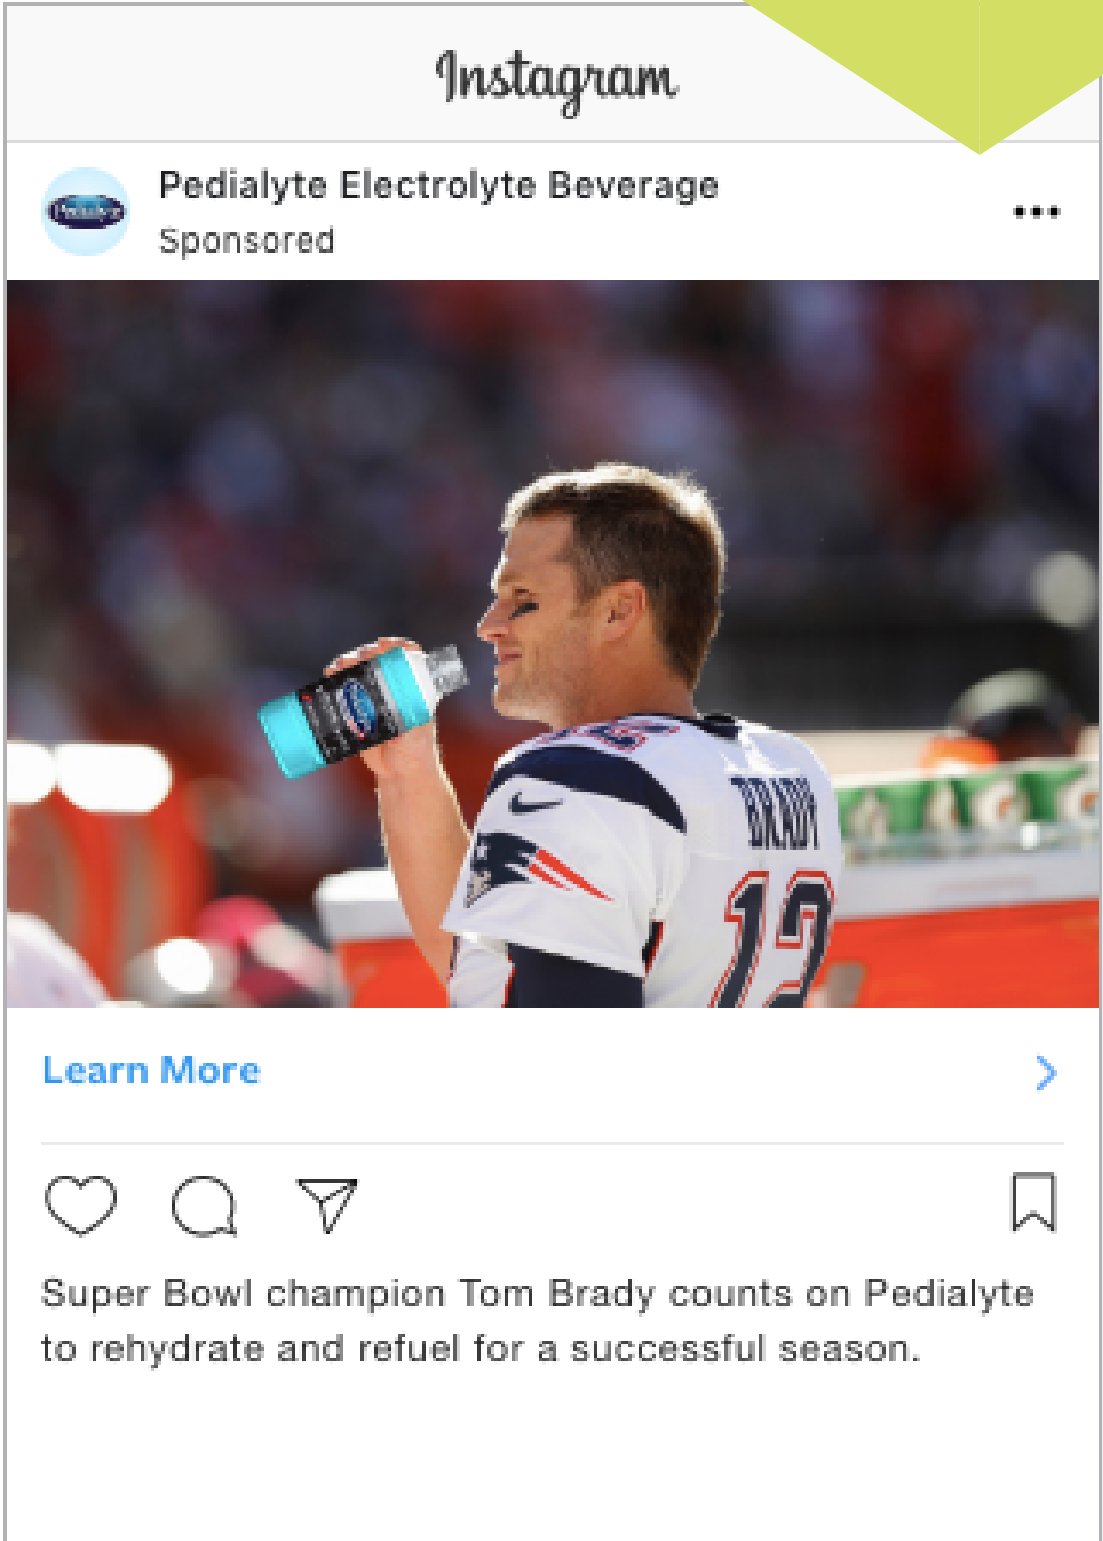 Instagram
Pedialyte Electrolyte Beverage
Sponsored
Pedialyte
BRADY
12
Learn More
Super Bowl champion Tom Brady counts on Pedialyte
to rehydrate and refuel for a successful season.